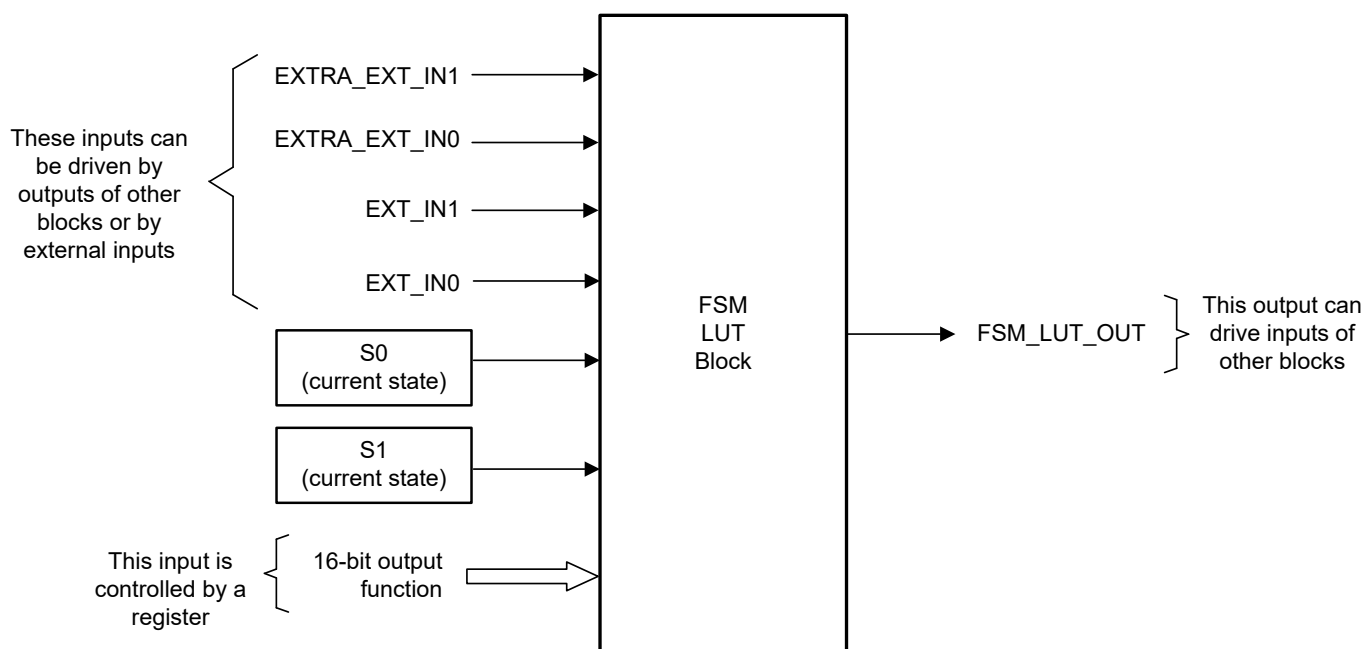 EXTRA_EXT_IN1
EXTRA_EXT_IN0
EXT_IN1
EXT_IN0
These inputs can
be driven by
outputs of other
blocks or by
external inputs
S0
(current state)
S1
(current state)
This input is
controlled by a
register
16-bit output
function
FSM
LUT
Block
FSM_LUT_OUT
This output can
drive inputs of
other blocks